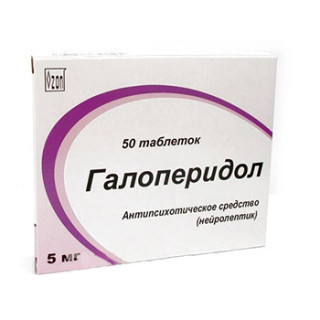 Ozon
50 таблеток
Галоперидол
Антипсихотическое средство
(нейролептик)
5 мг